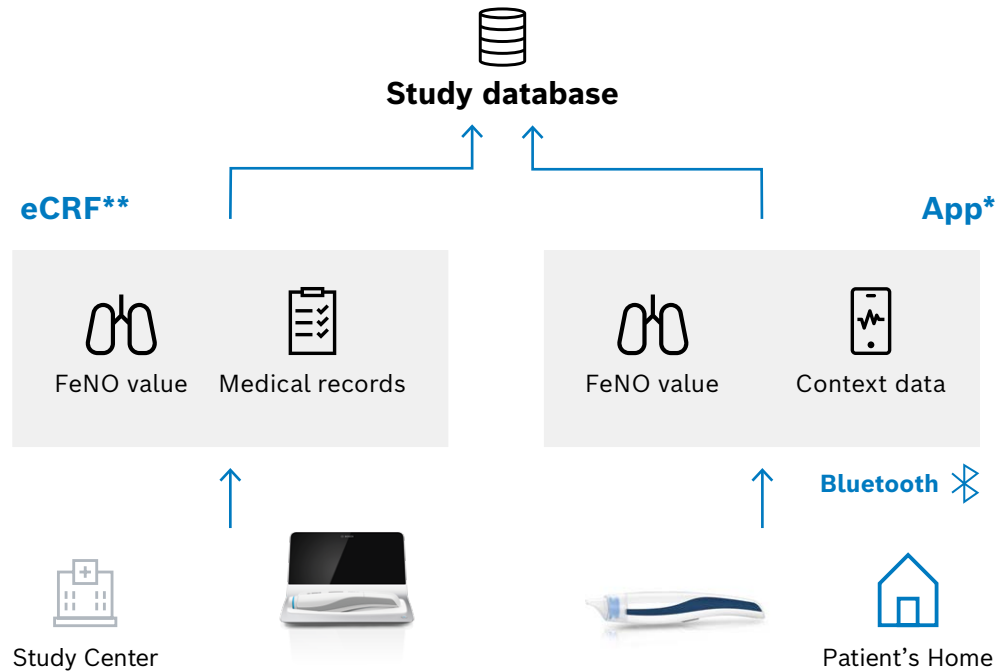 Study database
eCRF**
App*
FeNO value
Medical records
FeNO value
Context data
Bluetooth
Study Center
Patient's Home